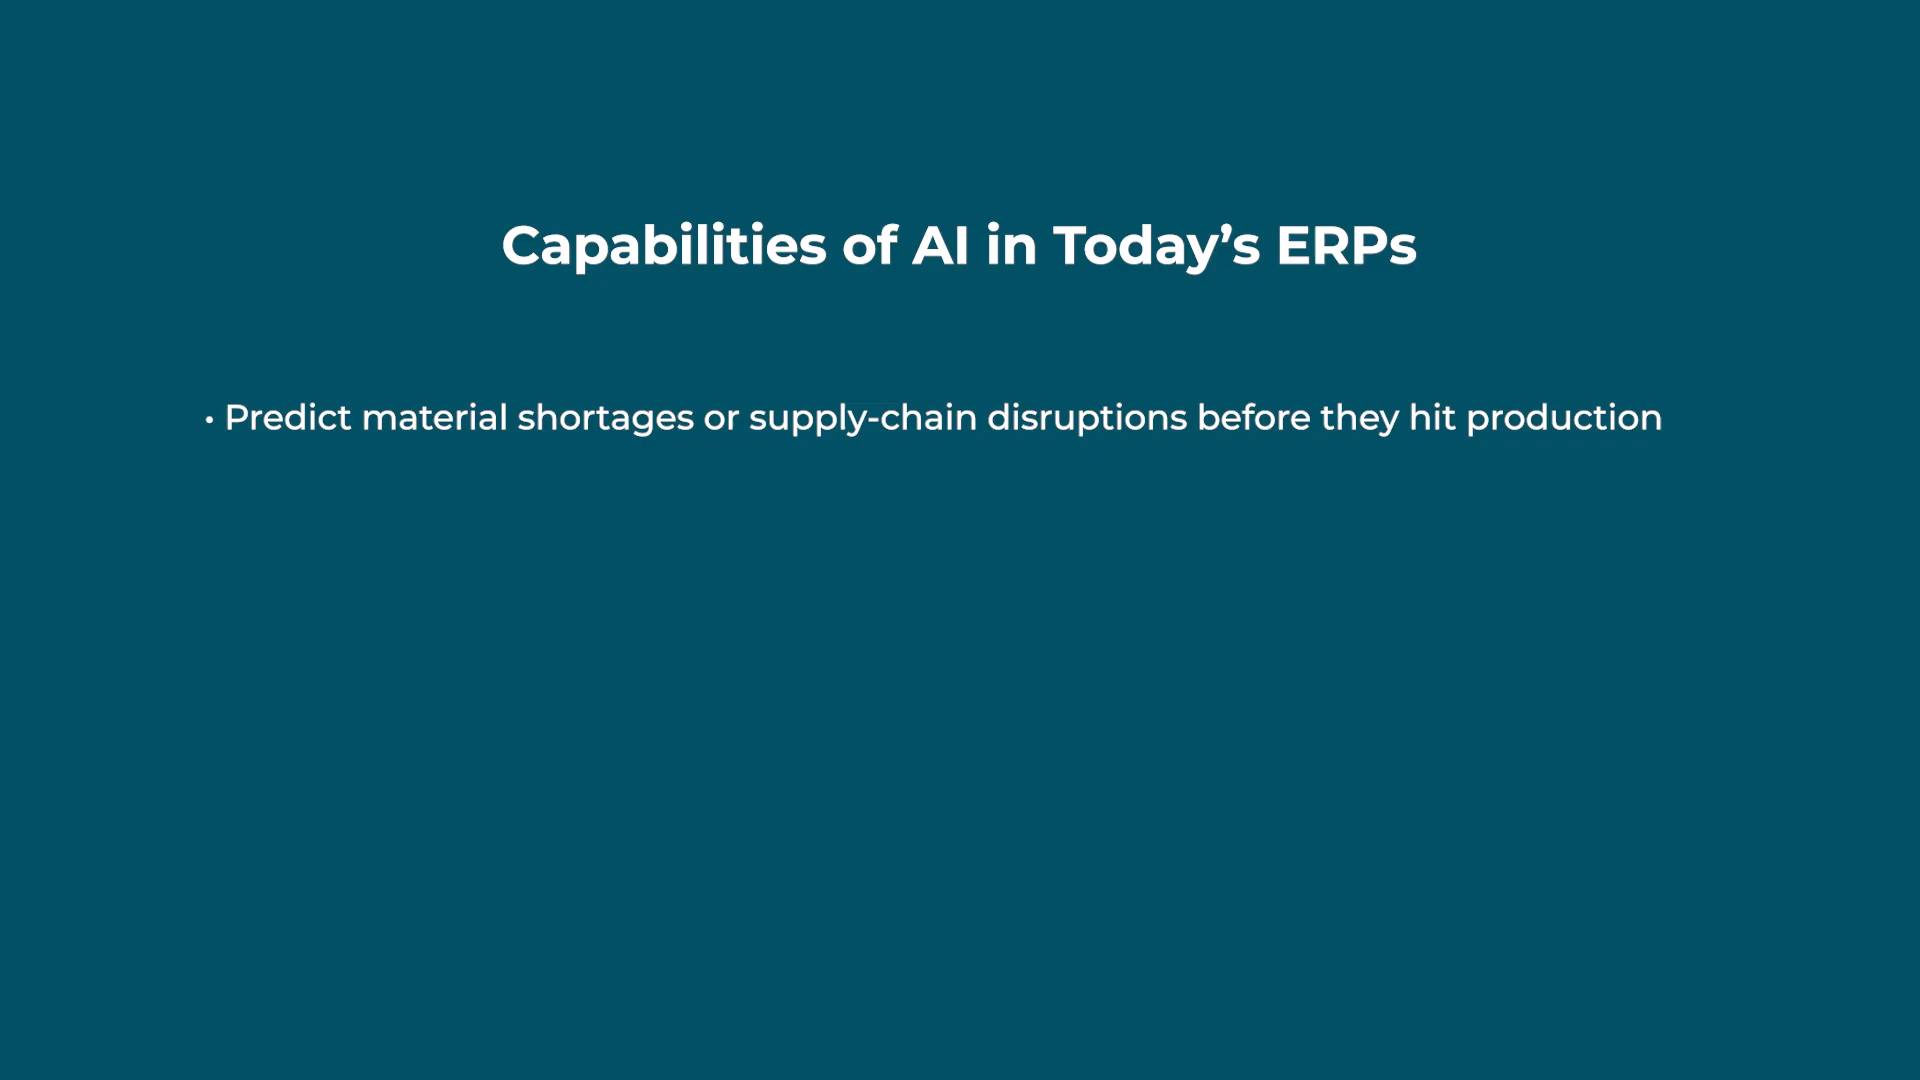 Capabilities of AI in Today’s ERPs
• Predict material shortages or supply-chain disruptions before they hit production